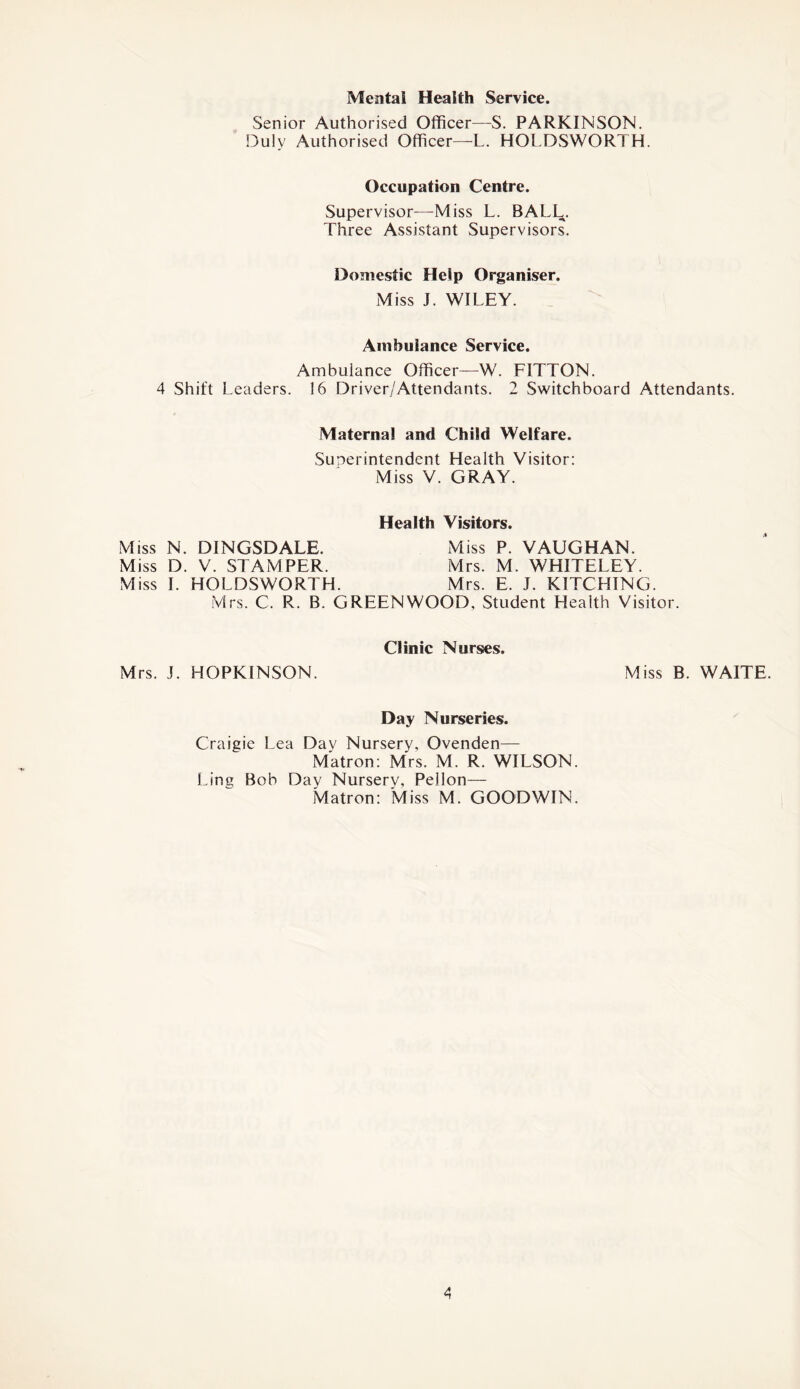 Mental Health Service.
Senior Authorised Officer—S. PARKINSON.
Duly Authorised Officer—L. HOLDSWORTH.
Occupation Centre.
Supervisor—Miss L. BALL.
Three Assistant Supervisors.
Domestic Help Organiser.
Miss J. WILEY.
Ambulance Service.
Ambulance Officer—W. FITTON.
4 Shift Leaders. 16 Driver/Attendants. 2 Switchboard Attendants.
Maternal and Child Welfare.
Superintendent Health Visitor:
Miss V. GRAY.
Health Visitors.
Miss N. DINGSDALE. Miss P. VAUGHAN.
Miss D. V. STAMPER. Mrs. M. WHITELEY.
Miss I. HOLDSWORTH. Mrs. E. J. KITCHING.
Mrs. C. R. B. GREENWOOD, Student Health Visitor.
Clinic Nurses.
Mrs. J. HOPKINSON. Miss B. WAITE.
Day Nurseries.
Craigie Lea Day Nursery, Ovenden—
Matron: Mrs. M. R. WILSON.
Ling Bob Day Nursery, Pellon—
Matron: Miss M. GOODWIN.
4